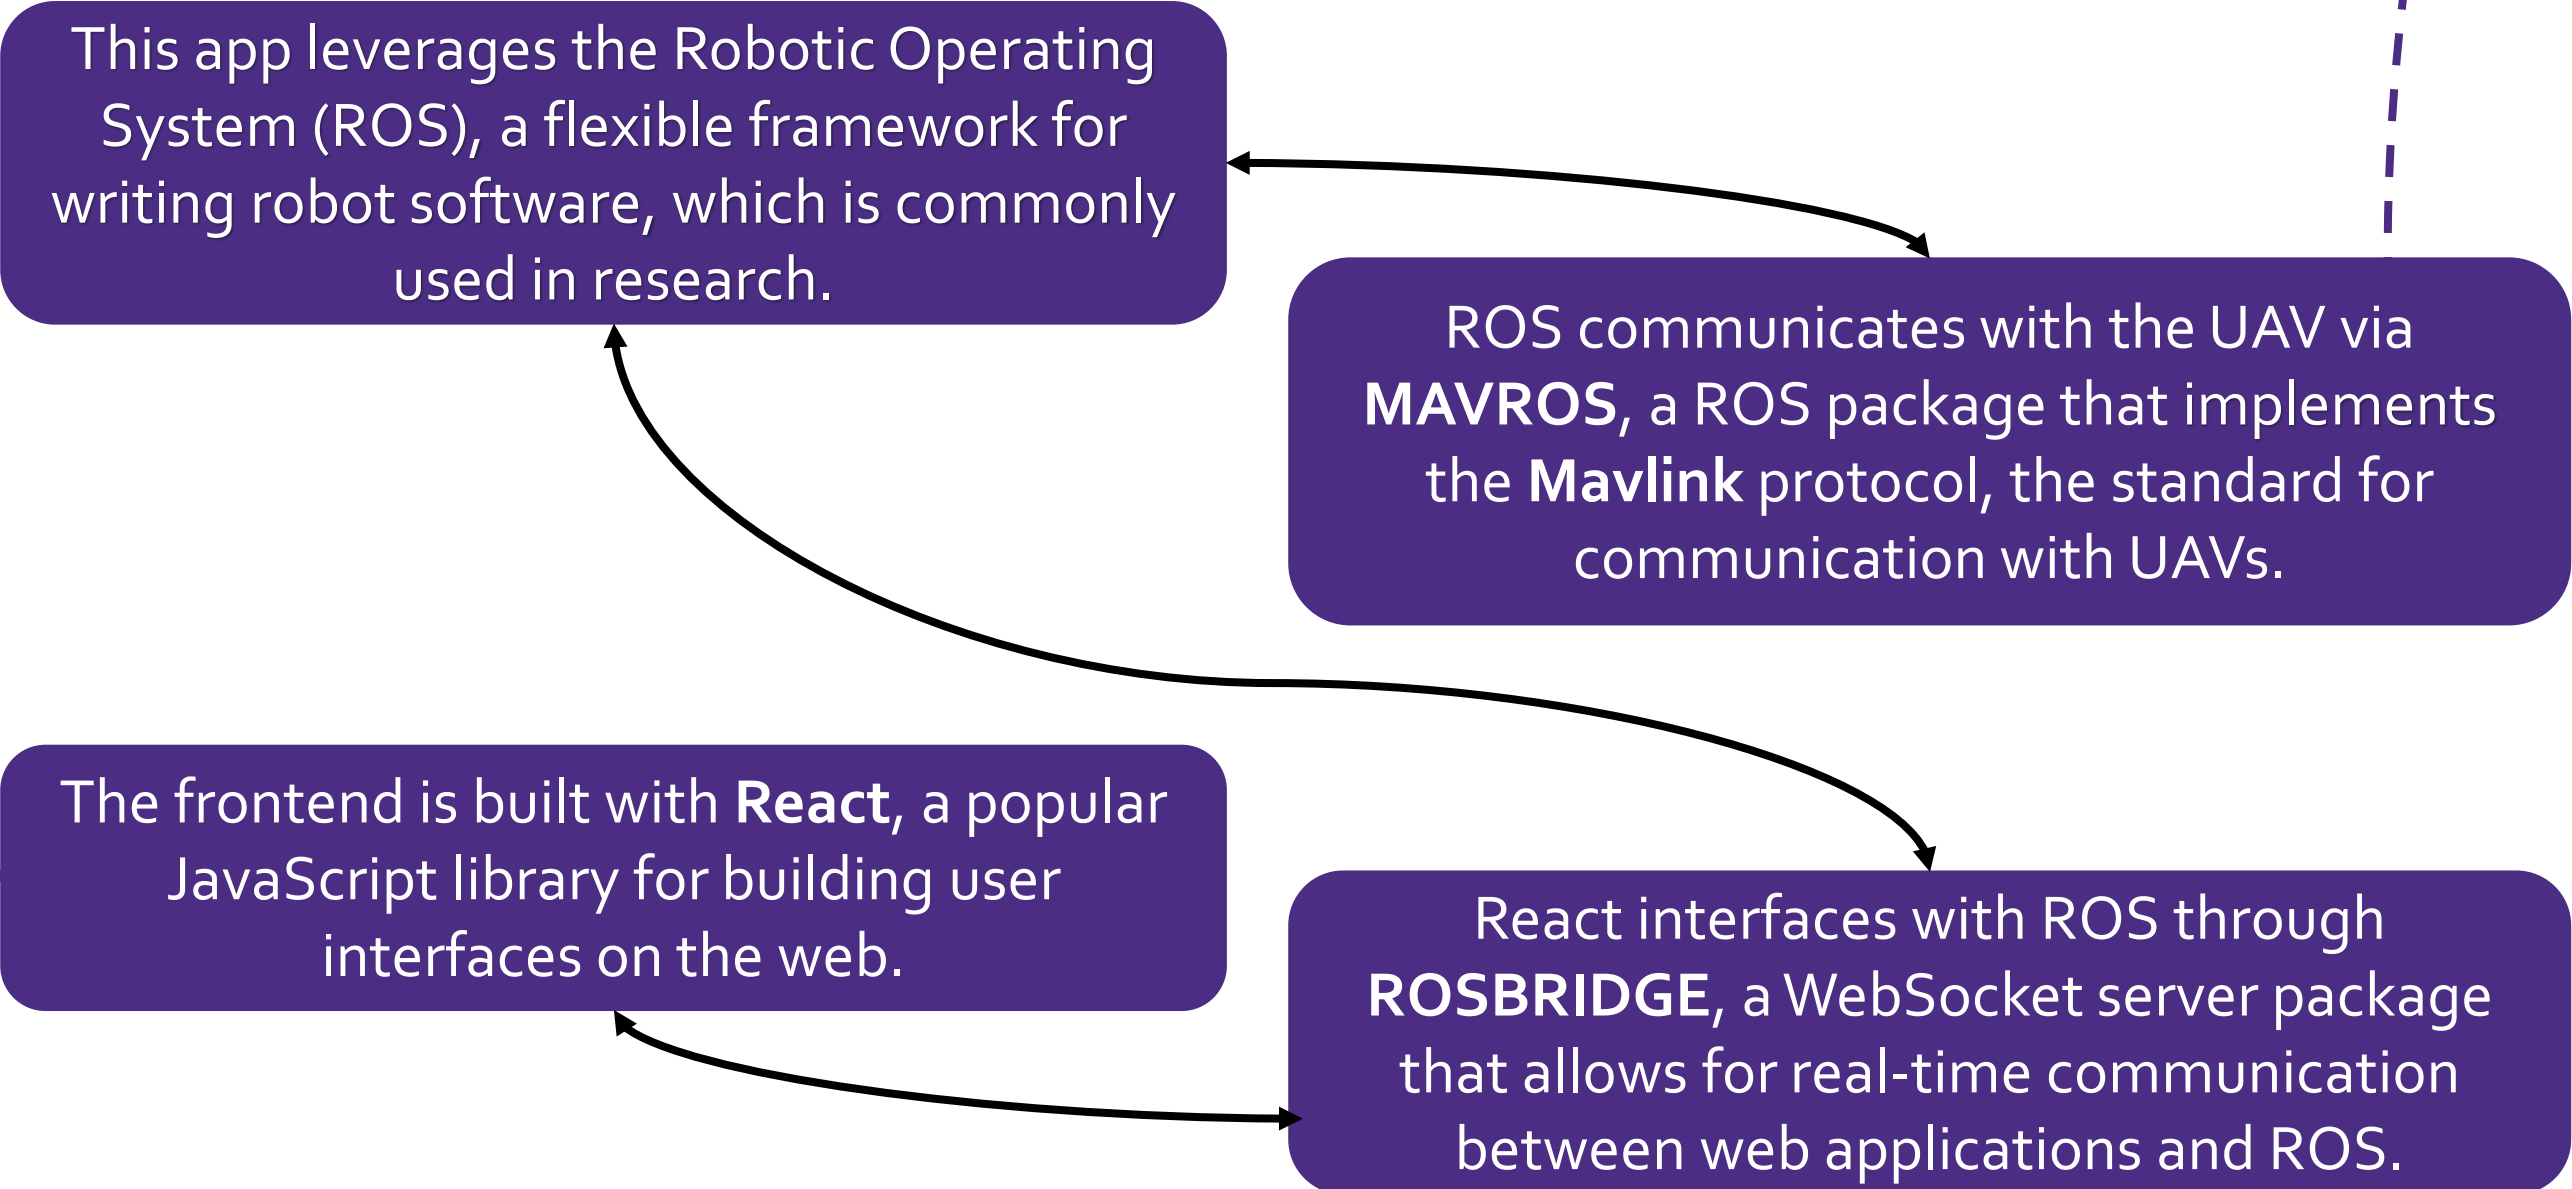 This app leverages the Robotic Operating
System (ROS), a flexible framework for
writing robot software, which is commonly
used in research.
ROS communicates with the UAV via
MAVROS, a ROS package that implements
the Mavlink protocol, the standard for
communication with UAVs.
The frontend is built with React, a popular
JavaScript library for building user
interfaces on the web.
React interfaces with ROS through
ROSBRIDGE, a WebSocket server package
that allows for real-time communication
between web applications and ROS.